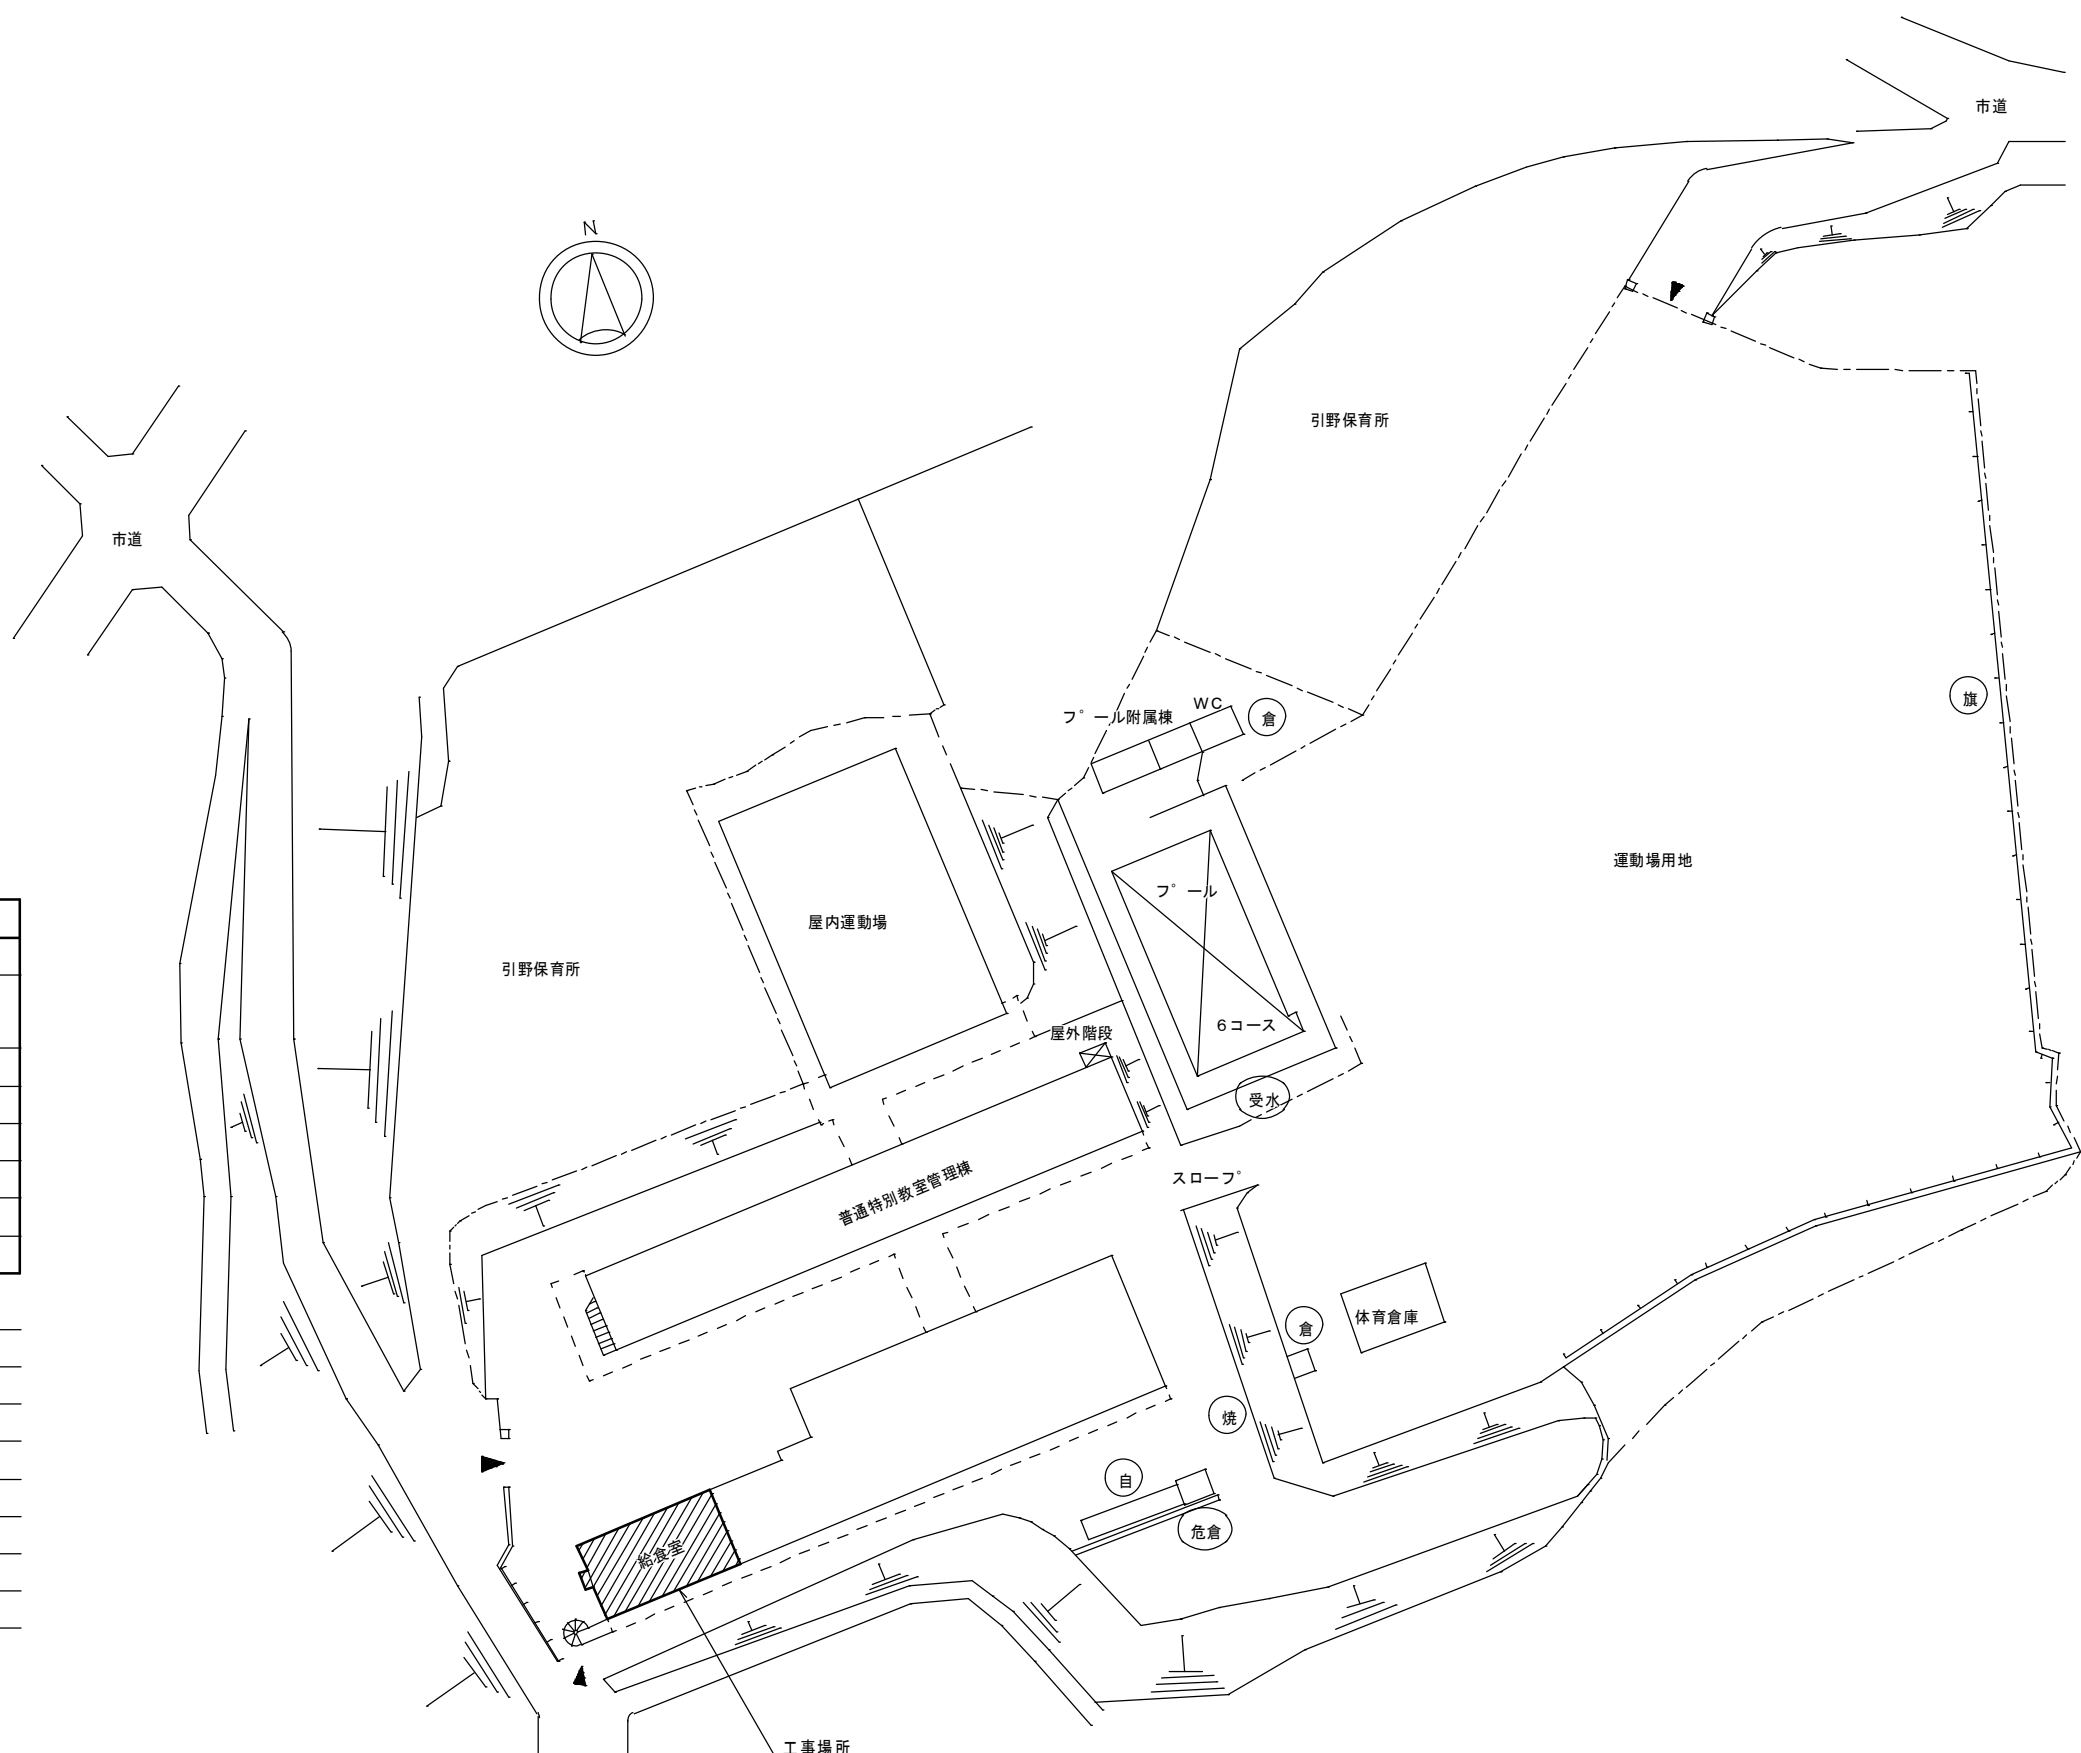 市道
N
引野保育所
市道
旗
WC
プール附属棟
倉
運動場用地
プール
屋内運動場
引野保育所
6コース
屋外階段
受水
スロープ
普通特別教室管理棟
体育倉庫
倉
焼
自
危倉
給食室
工事場所